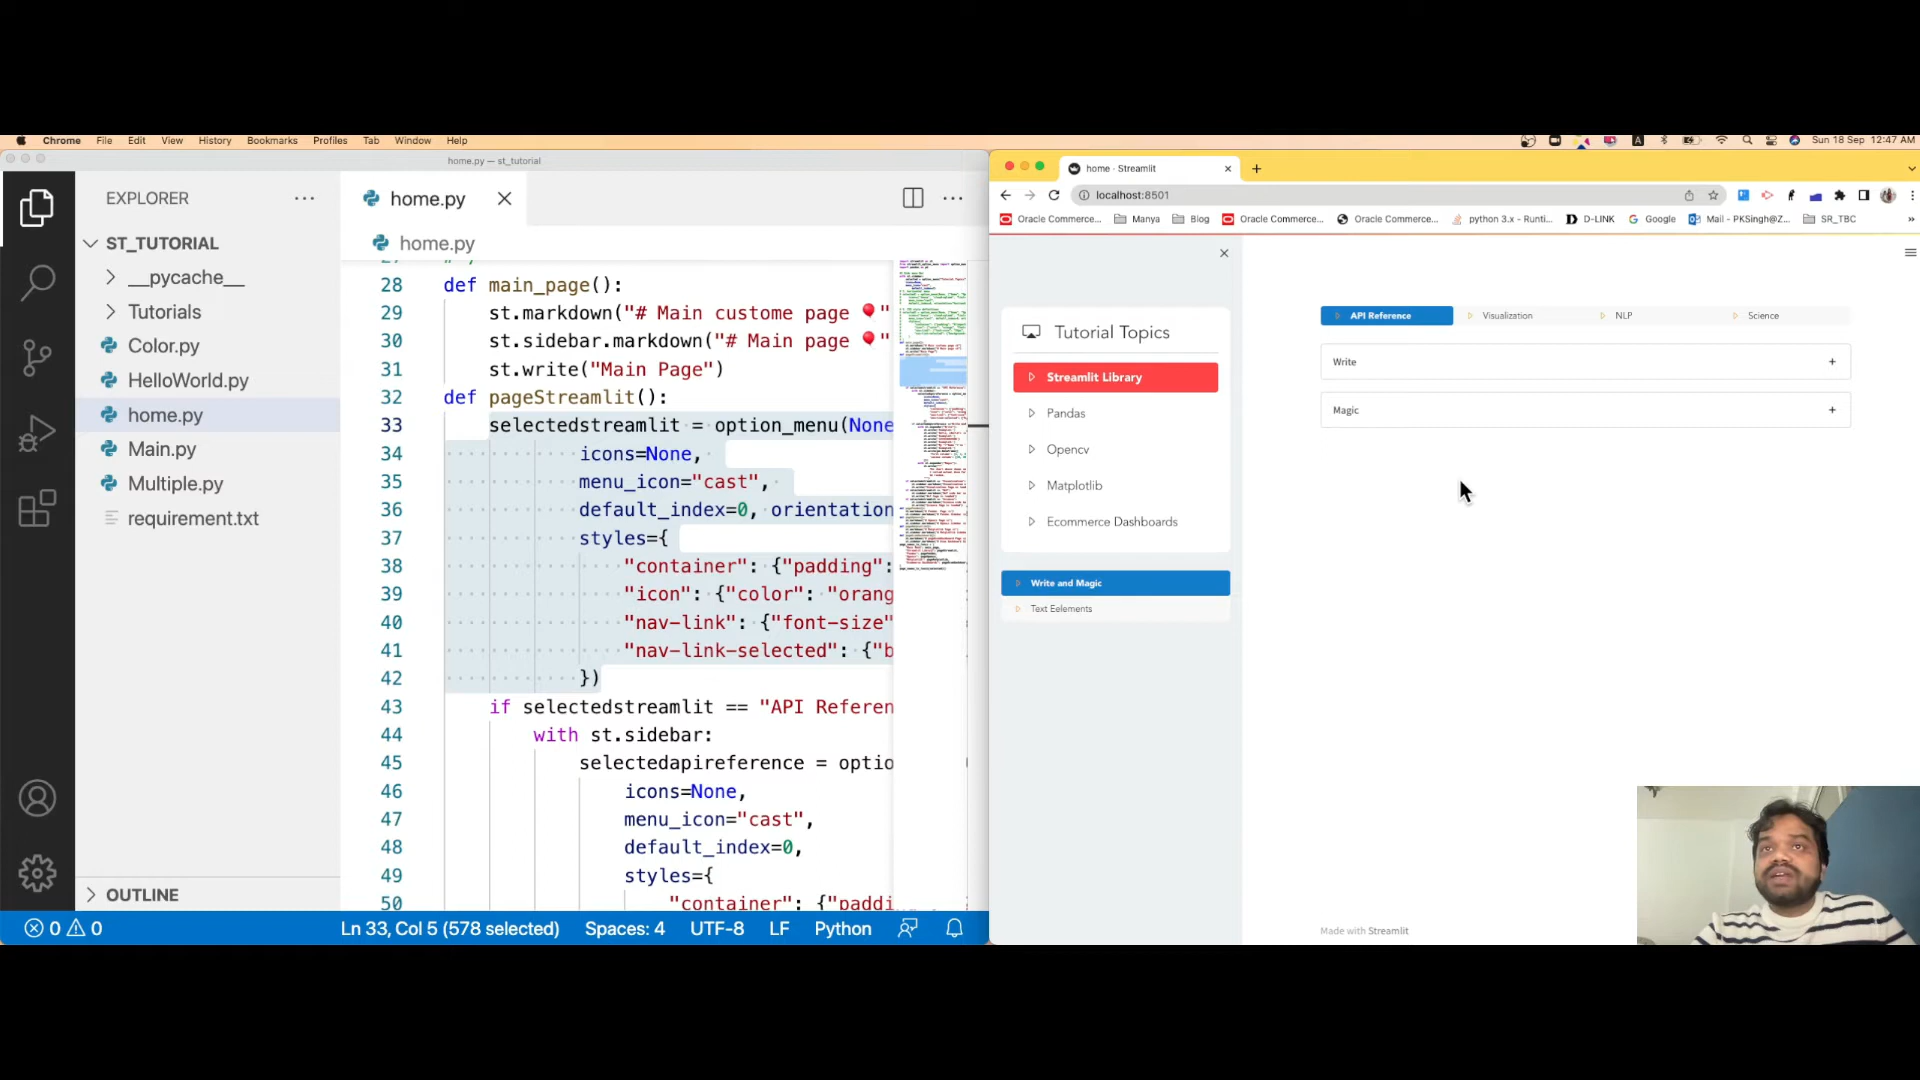 Chrome File Edit View History Bookmarks Profiles Tab Window Help
Sun 18 Sep 12:47 AM
home.py — st_tutorial
EXPLORER
ST_TUTORIAL
__pycache__
Tutorials
Color.py
HelloWorld.py
home.py
Main.py
Multiple.py
requirement.txt
OUTLINE
home.py
home.py
28 def main_page():
29 st.markdown("# Main custome page 🎈"
30 st.sidebar.markdown("# Main page 🎈"
31 st.write("Main Page")
32 def pageStreamlit():
33 selectedstreamlit = option_menu(None
34 icons=None,
35 menu_icon="cast",
36 default_index=0, orientation
37 styles={
38 "container": {"padding":
39 "icon": {"color": "orang
40 "nav-link": {"font-size"
41 "nav-link-selected": {"b
42 })
43 if selectedstreamlit == "API Referen
44 with st.sidebar:
45 selectedapireference = optio
46 icons=None,
47 menu_icon="cast",
48 default_index=0,
49 styles={
50 "container": {"paddi
0 0
Ln 33, Col 5 (578 selected) Spaces: 4 UTF-8 LF Python
home · Streamlit
localhost:8501
Oracle Commerce... Manya Blog Oracle Commerce... Oracle Commerce... python 3.x - Runti... D-LINK Google Mail - PKSingh@Z... SR_TBC
Tutorial Topics
Streamlit Library
Pandas
Opencv
Matplotlib
Ecommerce Dashboards
Write and Magic
Text Eelements
API Reference Visualization NLP Science
Write
Magic
Made with Streamlit